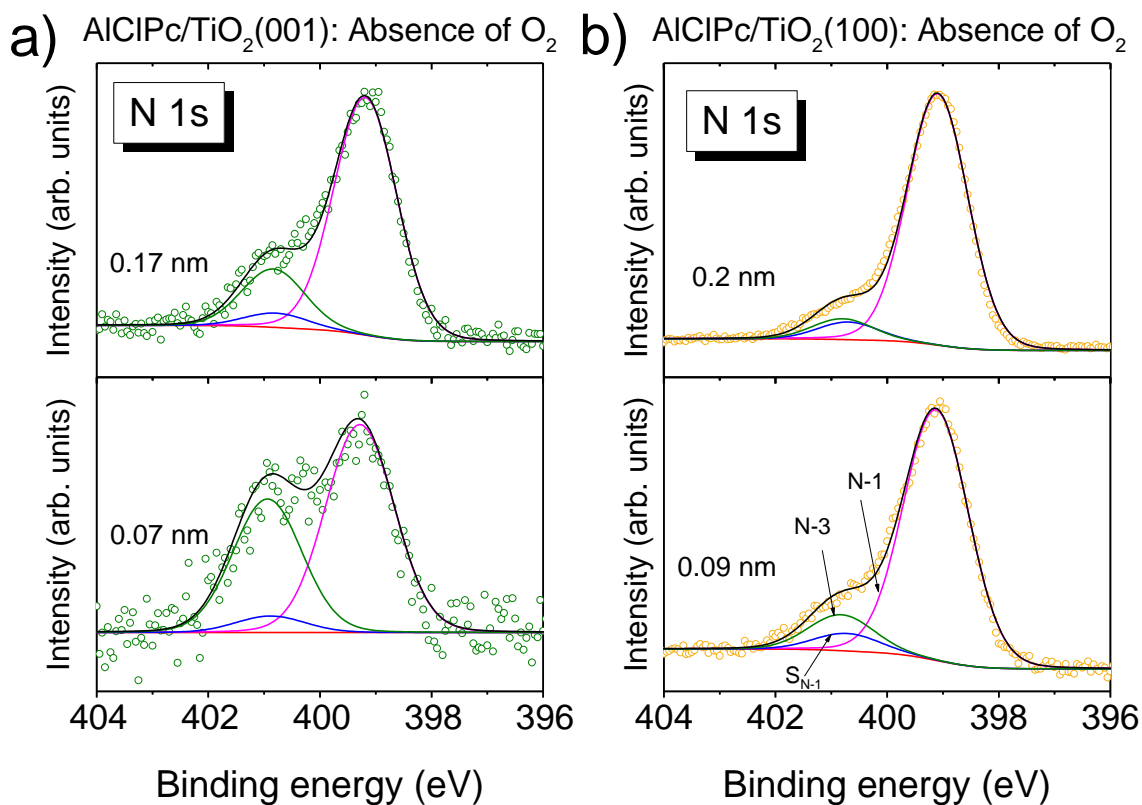 a) AlClPc/TiO₂(001): Absence of O₂
N 1s
0.17 nm
Intensity (arb. units)
0.07 nm
Intensity (arb. units)
404 402 400 398 396
Binding energy (eV)
b) AlClPc/TiO₂(100): Absence of O₂
N 1s
0.2 nm
Intensity (arb. units)
N-1
N-3
0.09 nm
S_N-1
Intensity (arb. units)
404 402 400 398 396
Binding energy (eV)